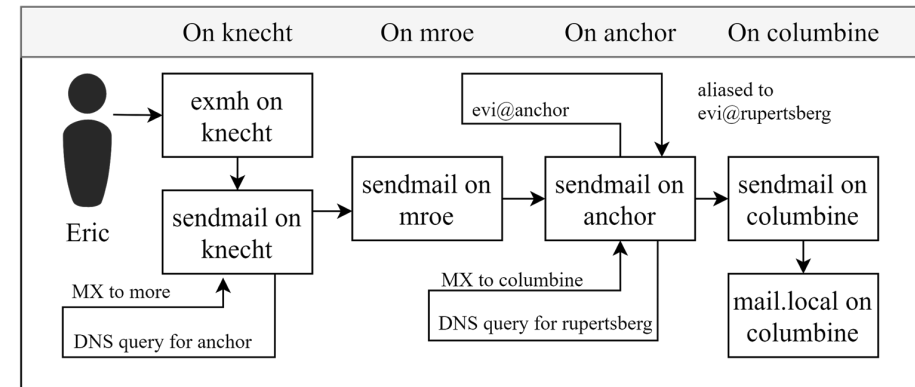 On knecht
On mroe
On anchor
On columbine
exmh on
knecht
Eric
sendmail on
knecht
MX to more
DNS query for anchor
sendmail on
mroe
evi@anchor
aliased to
evi@rupertsberg
sendmail on
anchor
MX to columbine
DNS query for rupertsberg
sendmail on
columbine
mail.local on
columbine